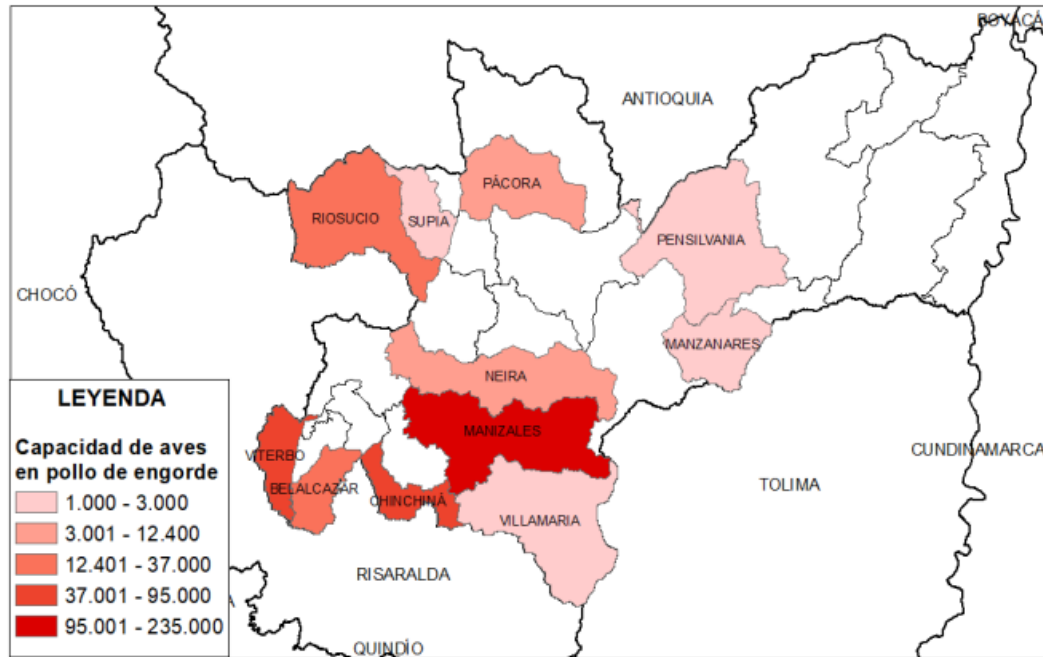 BOYACÁ
ANTIOQUIA
PÁCORA
RIOSUCIO
SUPIA
PENSILVANIA
CHOCÓ
MANZANARES
NEIRA
MANIZALES
CUNDINAMARCA
VITERBO
BELALCAZAR
CHINCHINÁ
TOLIMA
VILLAMARIA
RISARALDA
QUINDÍO
LEYENDA
Capacidad de aves
en pollo de engorde
1.000 - 3.000
3.001 - 12.400
12.401 - 37.000
37.001 - 95.000
95.001 - 235.000